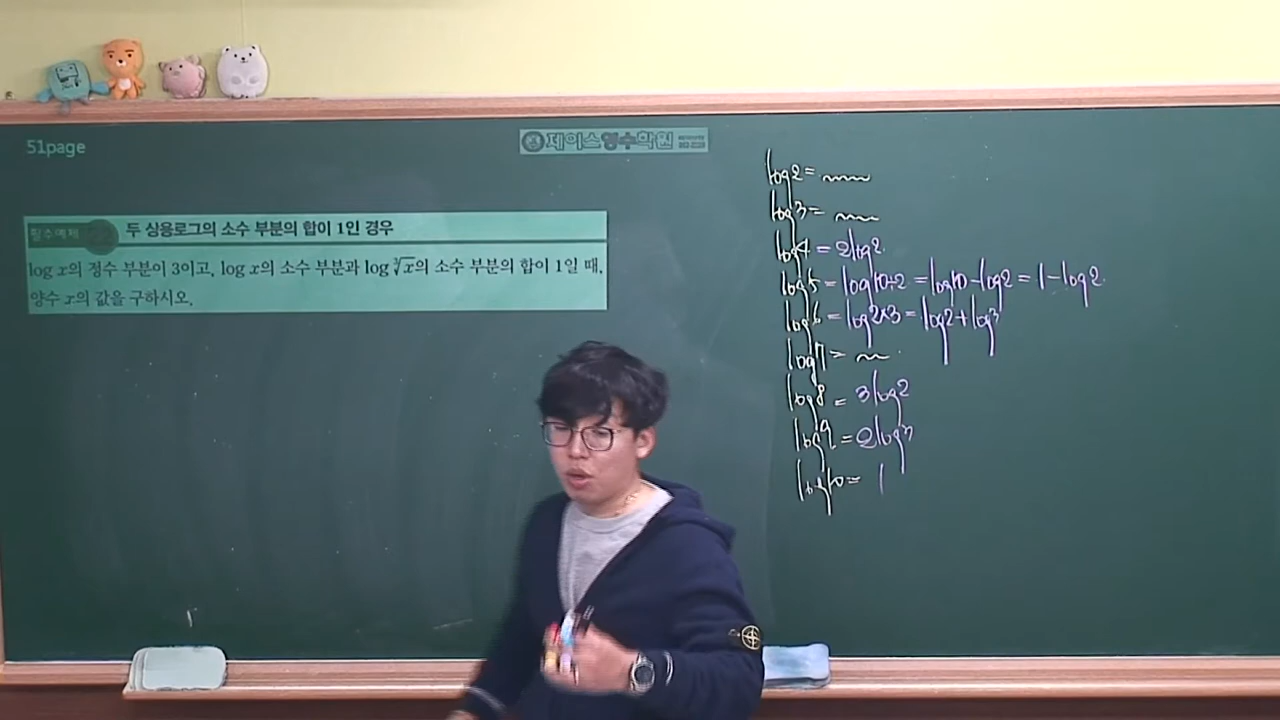 51page
제이스영수학원
필수예제 두 상용로그의 소수 부분의 합이 1인 경우
log x의 정수 부분이 3이고, log x의 소수 부분과 log ∛x의 소수 부분의 합이 1일 때,
양수 x의 값을 구하시오.
log2=
log3=
log4=2log2
log5=log10÷2=log10-log2=1-log2
log6=log2×3=log2+log3
log7=
log8=3log2
log9=2log3
log10=1